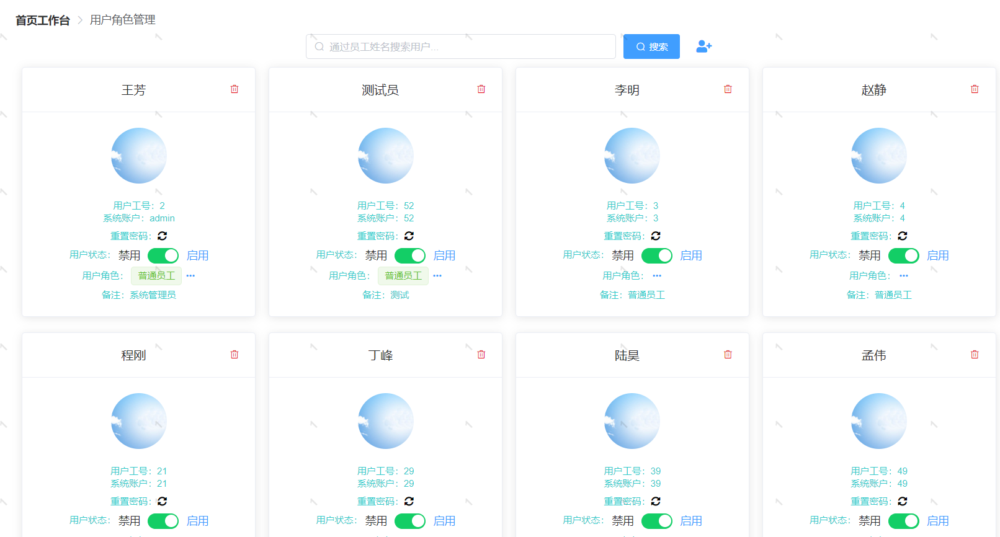 首页工作台 > 用户角色管理
通过员工姓名搜索用户...
搜索
王芳
用户工号：2
系统账户：admin
重置密码：
用户状态：禁用 启用
用户角色：普通员工
备注：系统管理员
测试员
用户工号：52
系统账户：52
重置密码：
用户状态：禁用 启用
用户角色：普通员工
备注：测试
李明
用户工号：3
系统账户：3
重置密码：
用户状态：禁用 启用
用户角色：
备注：普通员工
赵静
用户工号：4
系统账户：4
重置密码：
用户状态：禁用 启用
用户角色：
备注：普通员工
程刚
用户工号：21
系统账户：21
重置密码：
用户状态：禁用 启用
丁峰
用户工号：29
系统账户：29
重置密码：
用户状态：禁用 启用
陆昊
用户工号：39
系统账户：39
重置密码：
用户状态：禁用 启用
孟伟
用户工号：49
系统账户：49
重置密码：
用户状态：禁用 启用